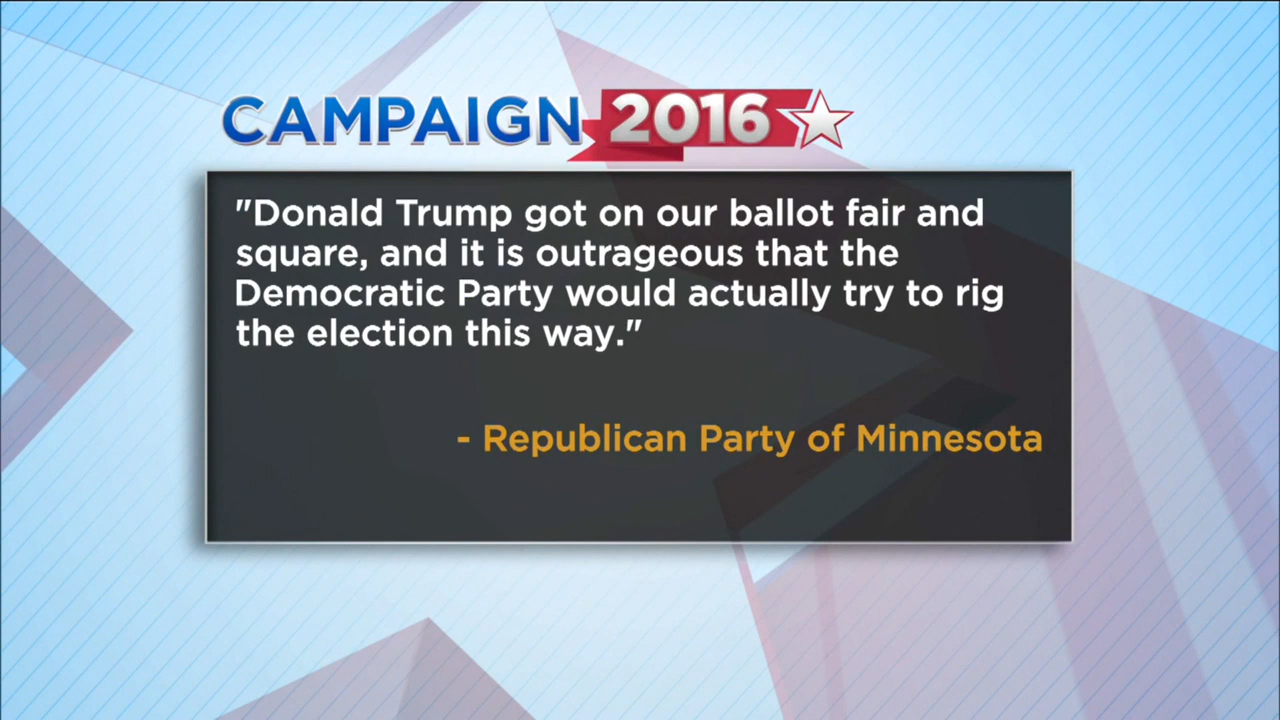 CAMPAIGN 2016
"Donald Trump got on our ballot fair and
square, and it is outrageous that the
Democratic Party would actually try to rig
the election this way."
- Republican Party of Minnesota